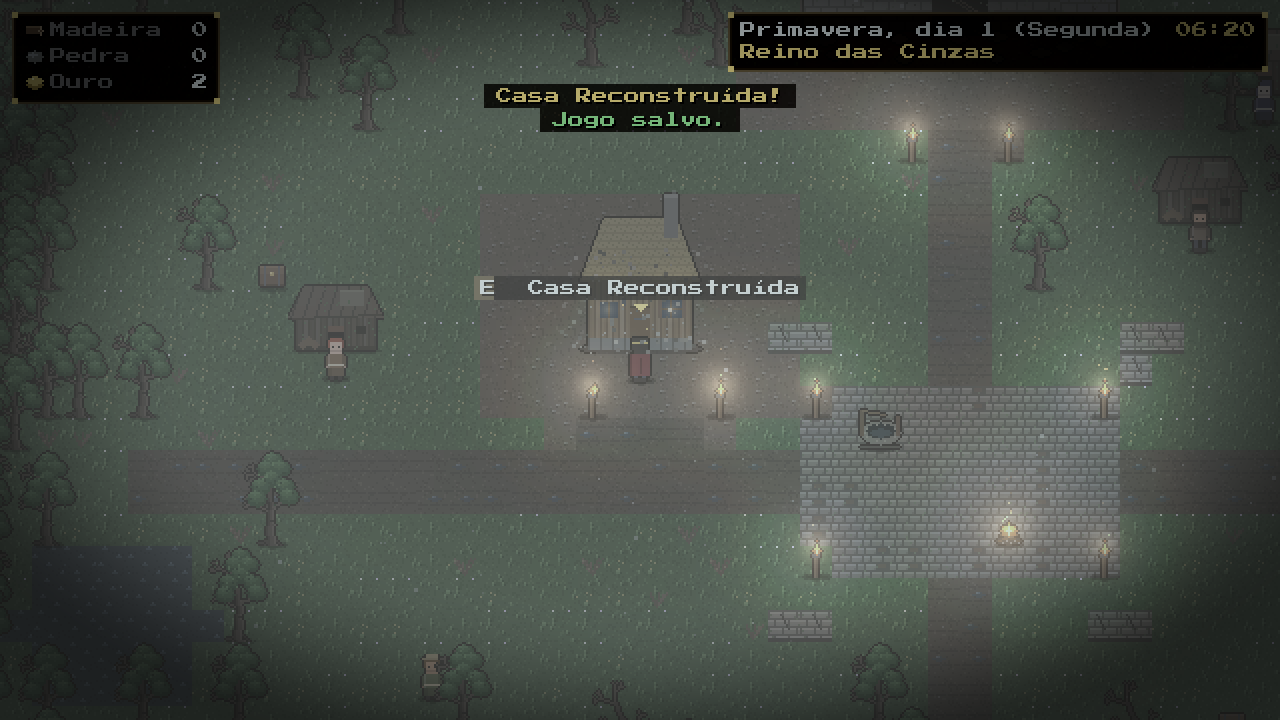 Madeira 0
Pedra 0
Ouro 2
Primavera, dia 1 (Segunda) 06:20
Reino das Cinzas
Casa Reconstruída!
Jogo salvo.
E Casa Reconstruída